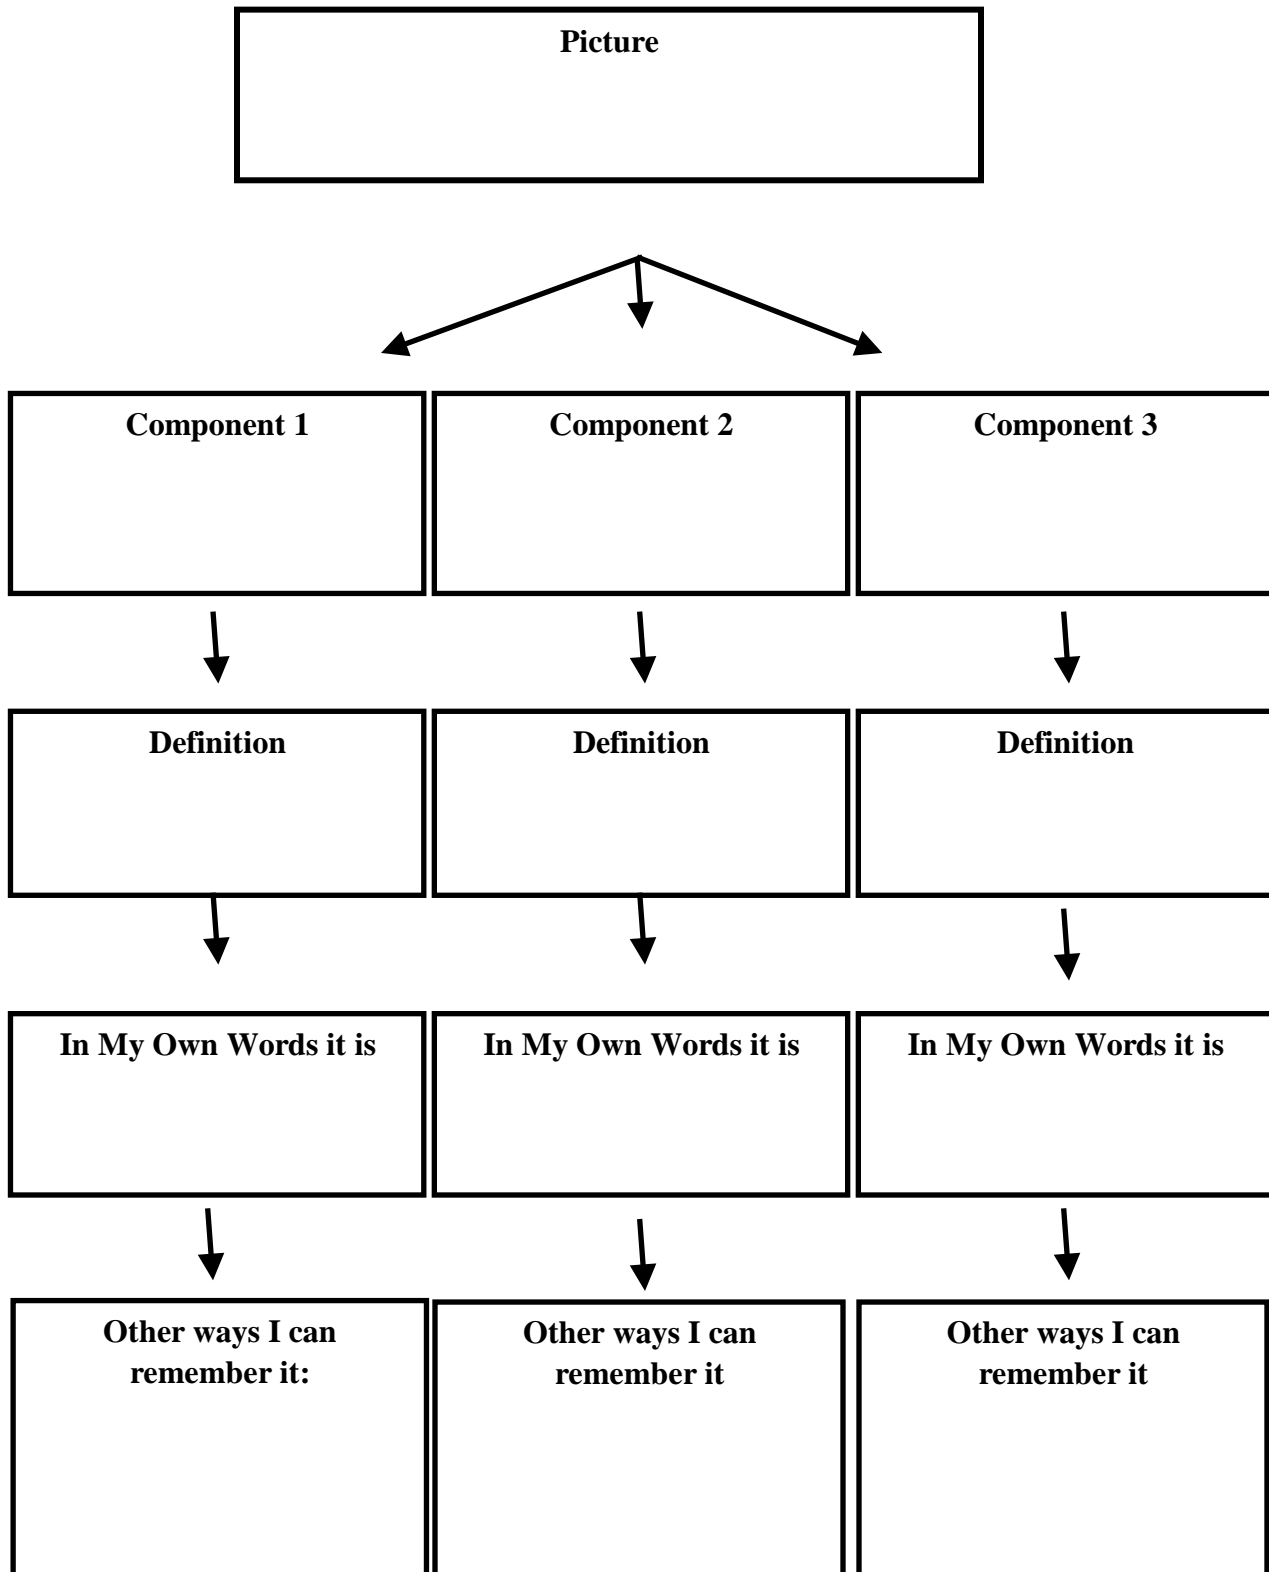 Picture
Component 1
Component 2
Component 3
Definition
Definition
Definition
In My Own Words it is
In My Own Words it is
In My Own Words it is
Other ways I can
remember it:
Other ways I can
remember it
Other ways I can
remember it